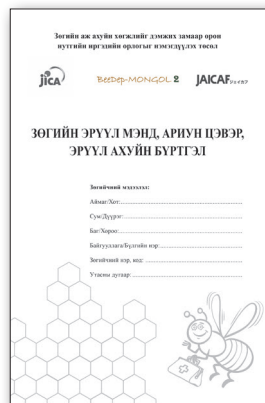 Зөгийн аж ахуйн хөгжлийг дэмжих замаар орон
нутгийн иргэдийн орлогыг нэмэгдүүлэх төсөл
jica
BeeDep-MONGOL 2
JAICAF
ЗӨГИЙН ЭРҮҮЛ МЭНД, АРИУН ЦЭВЭР,
ЭРҮҮЛ АХУЙН БҮРТГЭЛ
Зөгийчний мэдээлэл:
Аймаг/Хот:
Сум/Дүүрэг:
Баг/Хороо:
Байгууллага/Бүлгийн нэр:
Зөгийчний нэр, код:
Утасны дугаар: